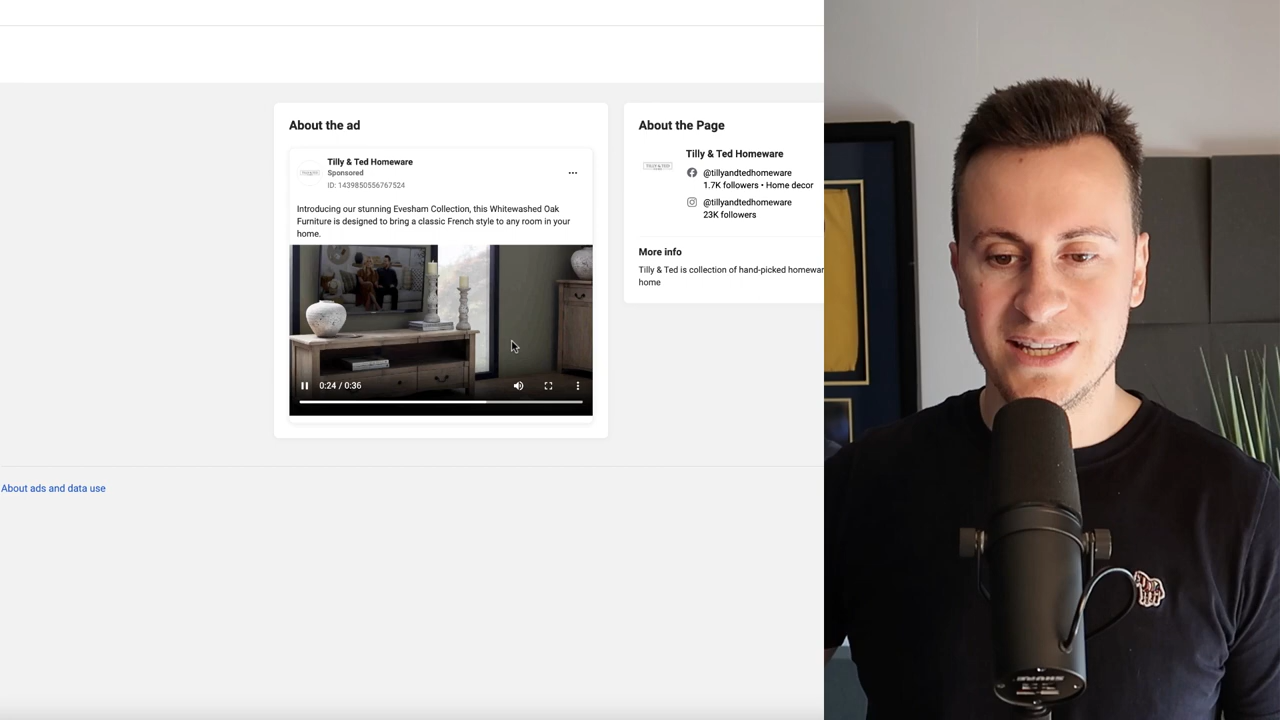 About the ad
Tilly & Ted Homeware
Sponsored
ID: 1439850556767524
Introducing our stunning Evesham Collection, this Whitewashed Oak
Furniture is designed to bring a classic French style to any room in your
home.
0:24 / 0:36
About the Page
TILLY & TED
Tilly & Ted Homeware
@tillyandtedhomeware
1.7K followers • Home decor
@tillyandtedhomeware
23K followers
More info
Tilly & Ted is collection of hand-picked homewar
home
About ads and data use
SHURE